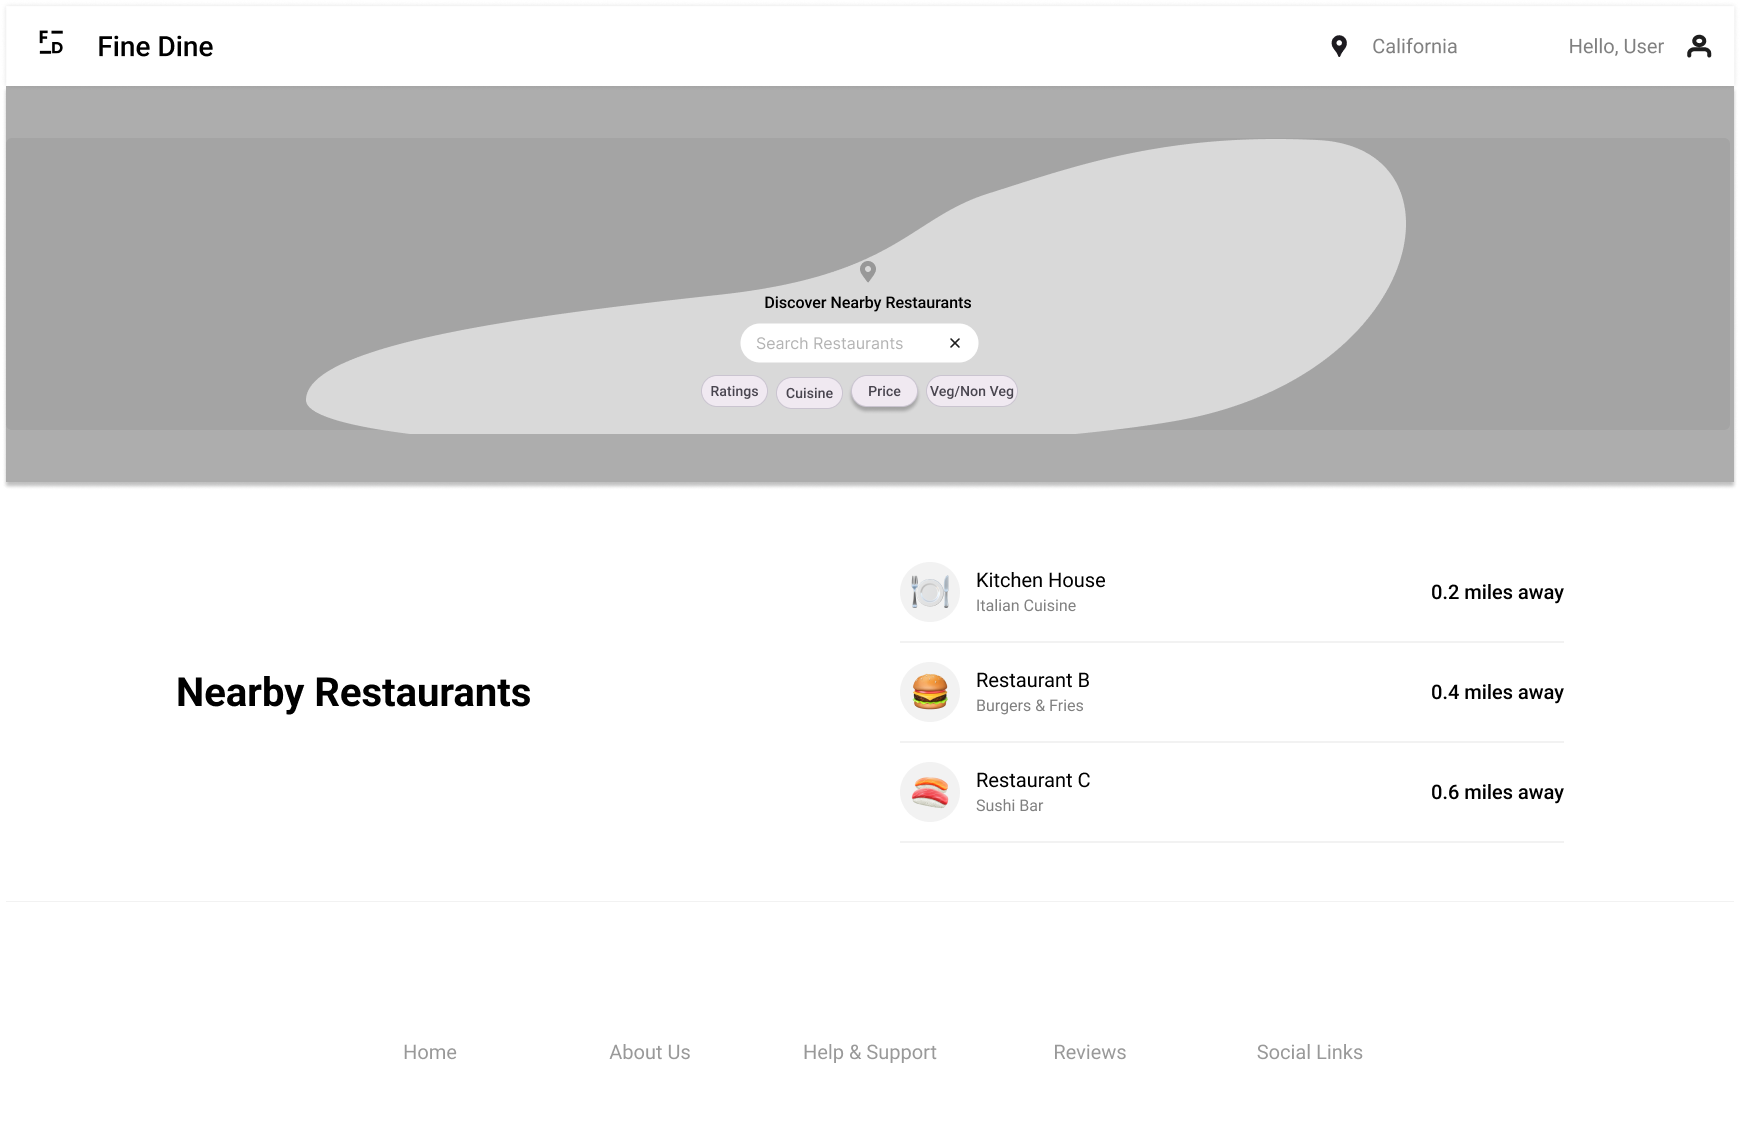 F
D
Fine Dine
California
Hello, User
Discover Nearby Restaurants
Search Restaurants
Ratings
Cuisine
Price
Veg/Non Veg
Nearby Restaurants
Kitchen House
Italian Cuisine
0.2 miles away
Restaurant B
Burgers & Fries
0.4 miles away
Restaurant C
Sushi Bar
0.6 miles away
Home
About Us
Help & Support
Reviews
Social Links